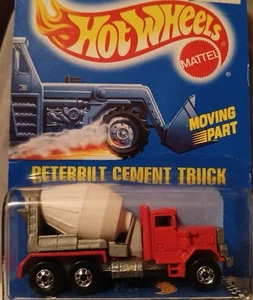 HOT WHEELS
MATTEL
MOVING
PART
PETERBILT CEMENT TRUCK